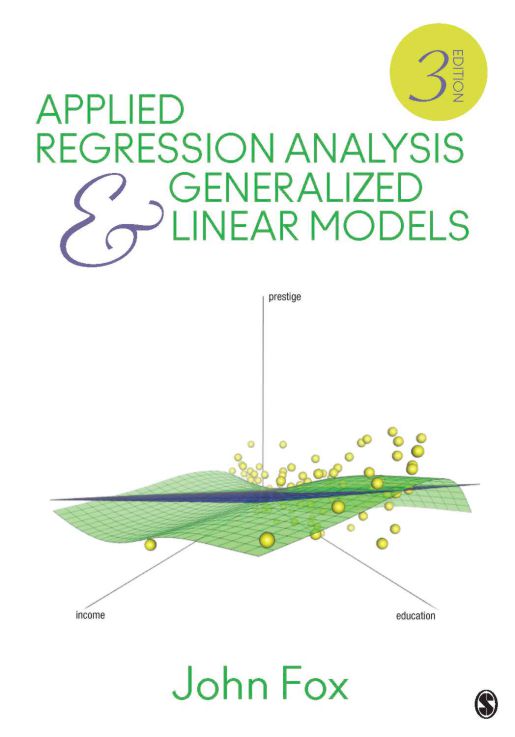 3 EDITION
APPLIED
REGRESSION ANALYSIS
& GENERALIZED
LINEAR MODELS
prestige
income
education
John Fox
S